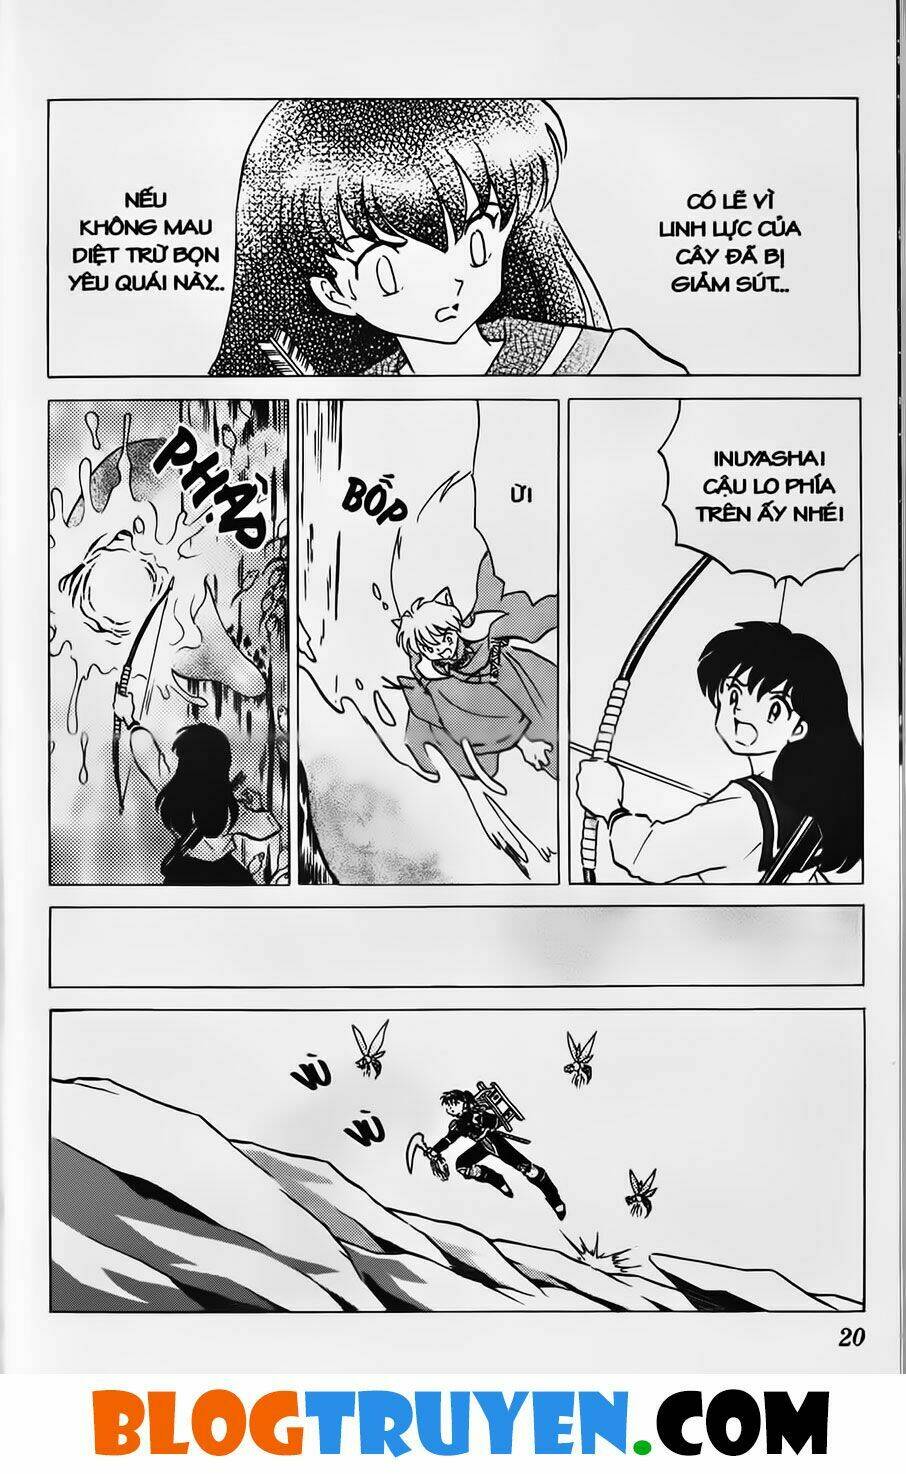 CÓ LẼ VÌ
LINH LỰC CỦA
CÂY ĐÃ BỊ
GIẢM SÚT...
NẾU
KHÔNG MAU
DIỆT TRỪ BỌN
YÊU QUÁI NÀY...
INUYASHA!
CẬU LO PHÍA
TRÊN ẤY NHÉ!
ỪI
BỐP
PHẬP
VÙ
VÙ
20
BLOGTRUYEN.COM